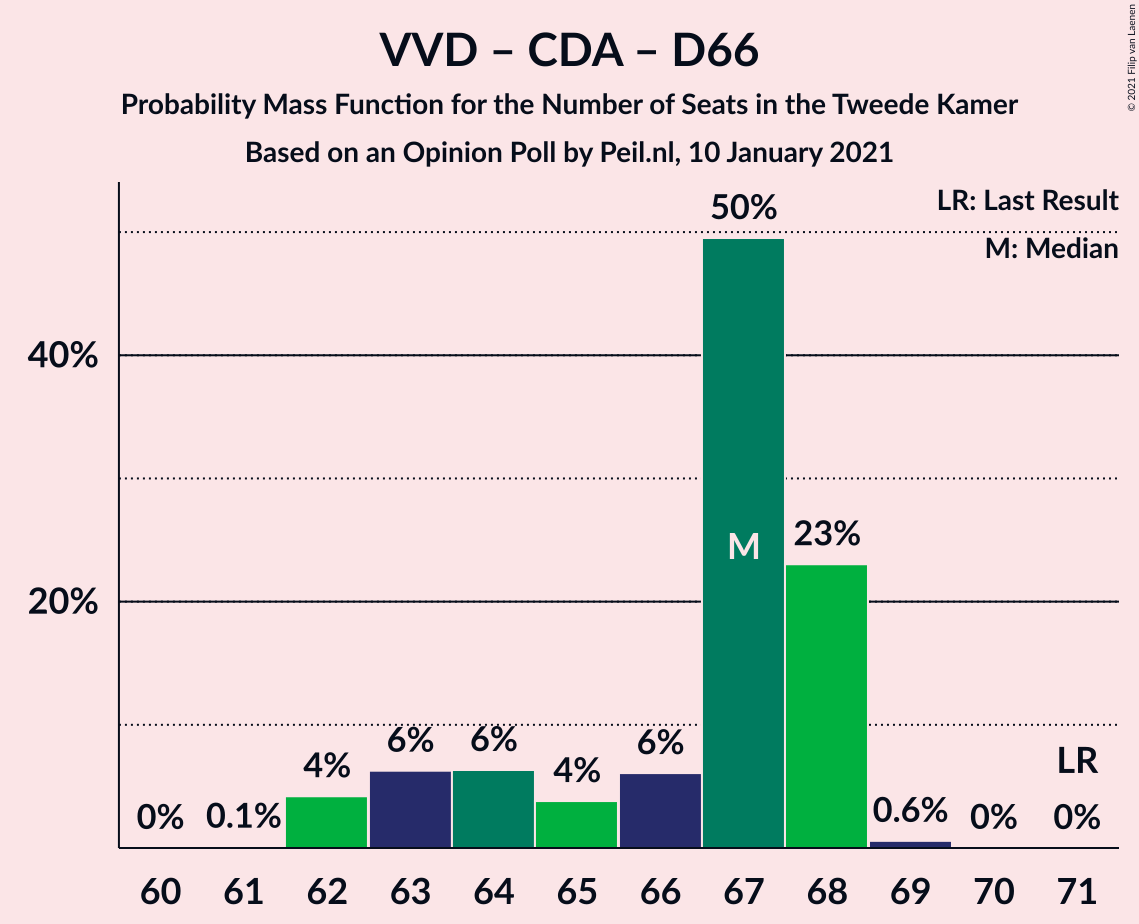 VVD – CDA – D66
Probability Mass Function for the Number of Seats in the Tweede Kamer
Based on an Opinion Poll by Peil.nl, 10 January 2021
© 2021 Filip van Laenen
LR: Last Result
M: Median
40%
20%
0%
0.1%
4%
6%
6%
4%
6%
50%
M
23%
0.6%
0%
LR
0%
60 61 62 63 64 65 66 67 68 69 70 71